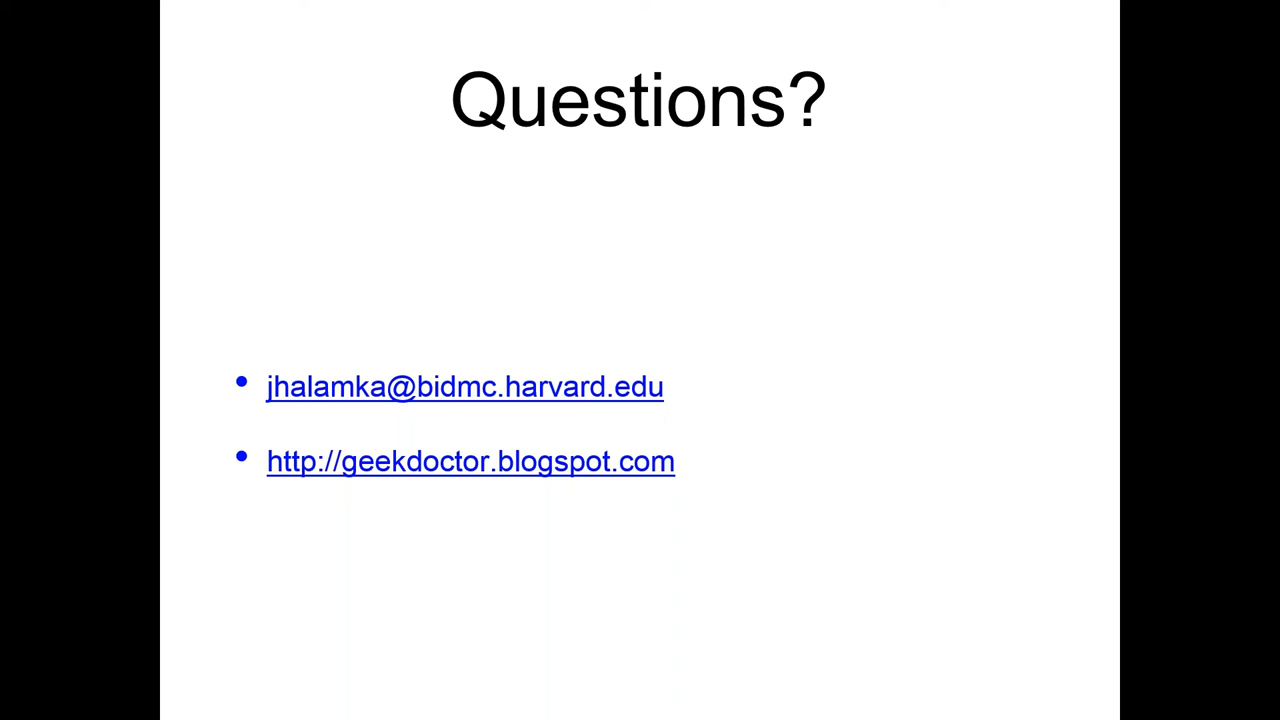 Questions?
• jhalamka@bidmc.harvard.edu
• http://geekdoctor.blogspot.com